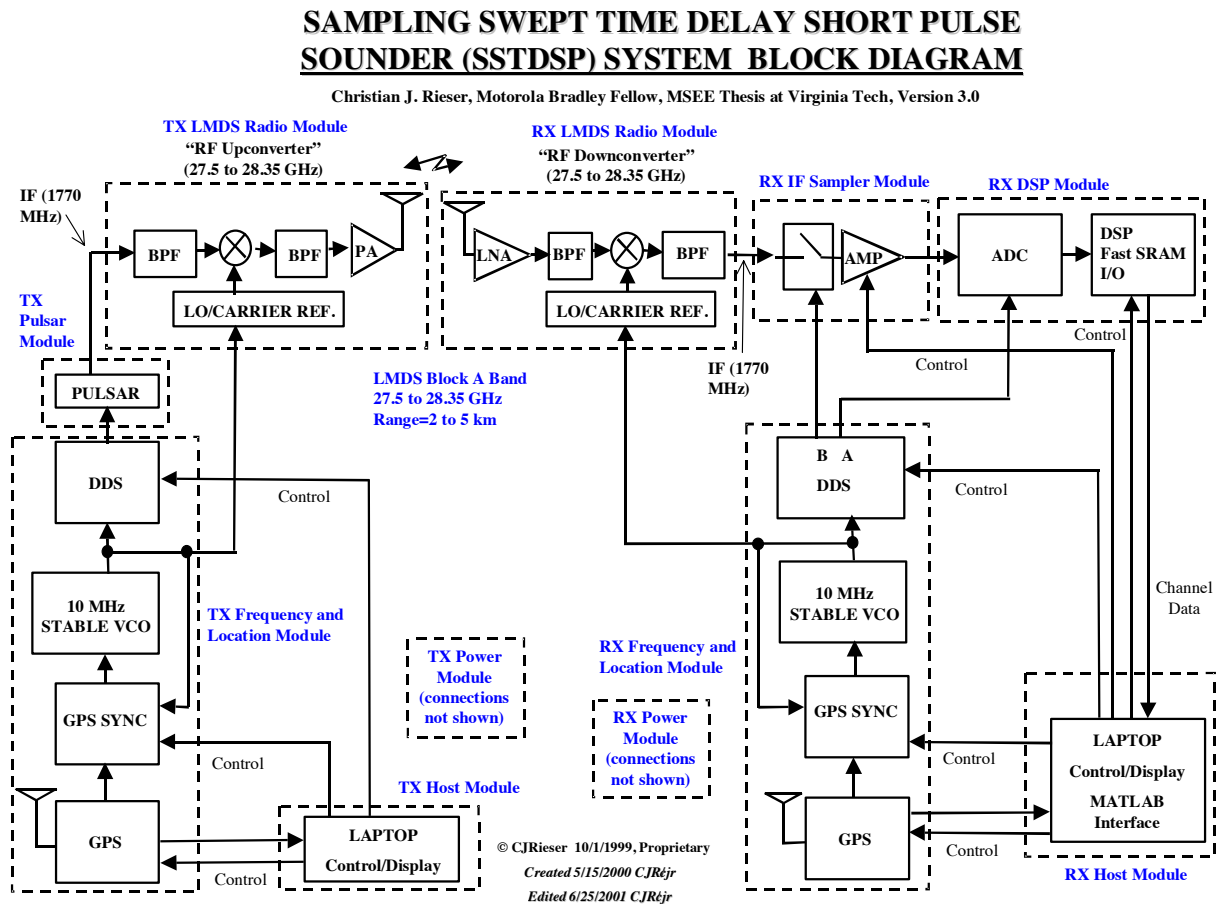 SAMPLING SWEPT TIME DELAY SHORT PULSE
SOUNDER (SSTDSP) SYSTEM BLOCK DIAGRAM
Christian J. Rieser, Motorola Bradley Fellow, MSEE Thesis at Virginia Tech, Version 3.0
TX LMDS Radio Module
“RF Upconverter”
(27.5 to 28.35 GHz)
RX LMDS Radio Module
“RF Downconverter”
(27.5 to 28.35 GHz)
RX IF Sampler Module
RX DSP Module
IF (1770
MHz)
BPF
BPF
PA
LO/CARRIER REF.
LNA
BPF
BPF
LO/CARRIER REF.
AMP
ADC
DSP
Fast SRAM
I/O
TX
Pulsar
Module
PULSAR
LMDS Block A Band
27.5 to 28.35 GHz
Range=2 to 5 km
IF (1770
MHz)
Control
Control
DDS
Control
B A
DDS
Control
10 MHz
STABLE VCO
TX Frequency and
Location Module
10 MHz
STABLE VCO
RX Frequency and
Location Module
Channel
Data
TX Power
Module
(connections
not shown)
RX Power
Module
(connections
not shown)
GPS SYNC
Control
GPS SYNC
Control
TX Host Module
GPS
Control
LAPTOP
Control/Display
GPS
Control
LAPTOP
Control/Display
MATLAB
Interface
RX Host Module
© CJRieser 10/1/1999, Proprietary
Created 5/15/2000 CJRéjr
Edited 6/25/2001 CJRéjr